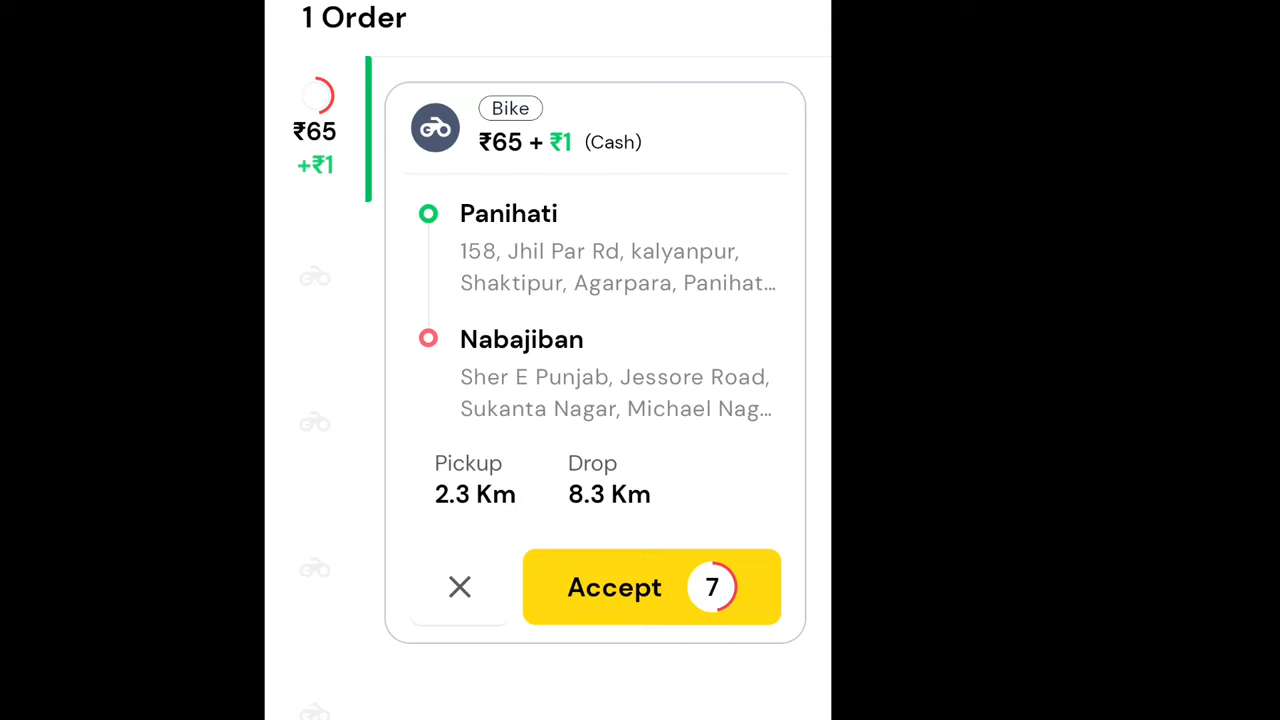 1 Order
₹65
+₹1
Bike
₹65 + ₹1 (Cash)
Panihati
158, Jhil Par Rd, kalyanpur,
Shaktipur, Agarpara, Panihat...
Nabajiban
Sher E Punjab, Jessore Road,
Sukanta Nagar, Michael Nag...
Pickup Drop
2.3 Km 8.3 Km
Accept 7